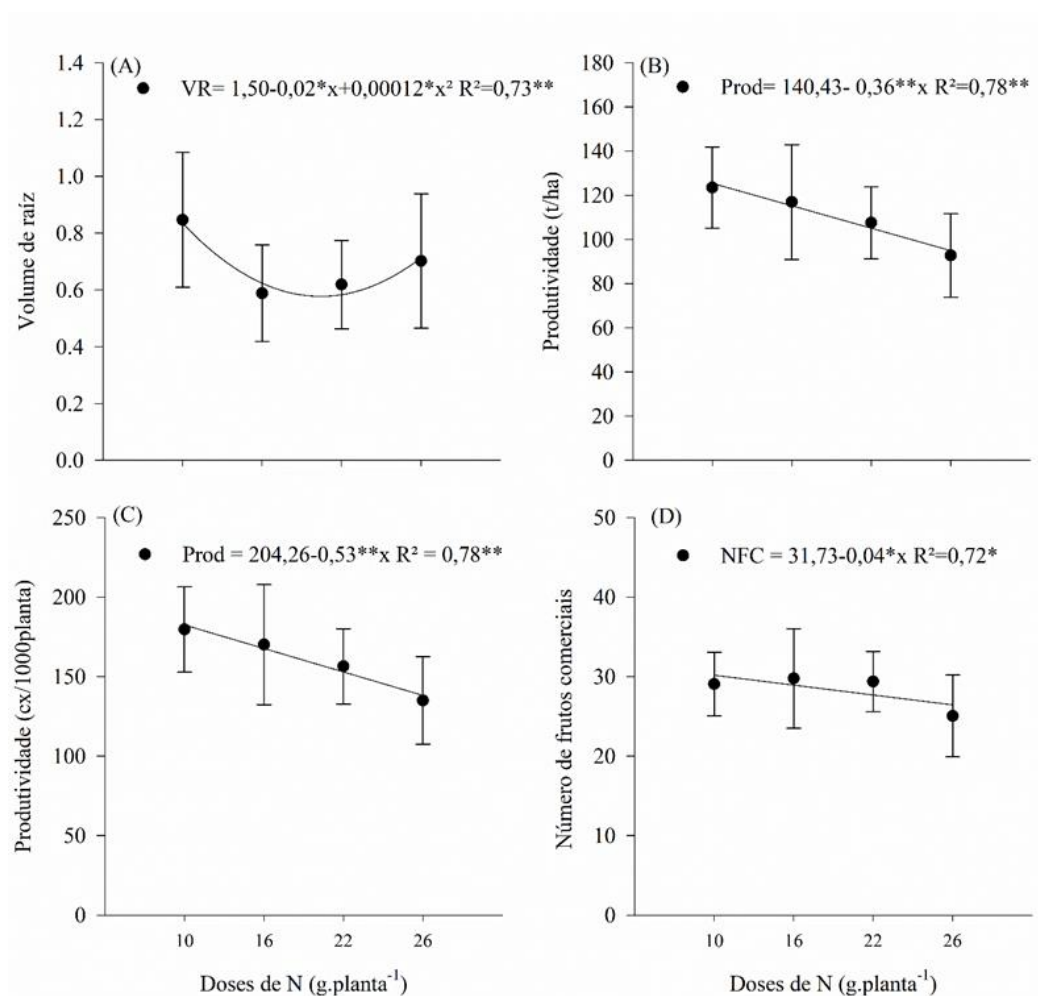 (A)
VR= 1,50-0,02*x+0,00012*x² R²=0,73**
1.4
1.2
1.0
0.8
0.6
0.4
0.2
0.0
Volume de raíz
(B)
Prod= 140,43- 0,36**x R²=0,78**
180
160
140
120
100
80
60
40
20
0
Produtividade (t/ha)
(C)
Prod = 204,26-0,53**x R² = 0,78**
250
200
150
100
50
0
Produtividade (cx/1000planta)
10 16 22 26
Doses de N (g.planta⁻¹)
(D)
NFC = 31,73-0,04*x R²=0,72*
50
40
30
20
10
0
Número de frutos comerciais
10 16 22 26
Doses de N (g.planta⁻¹)